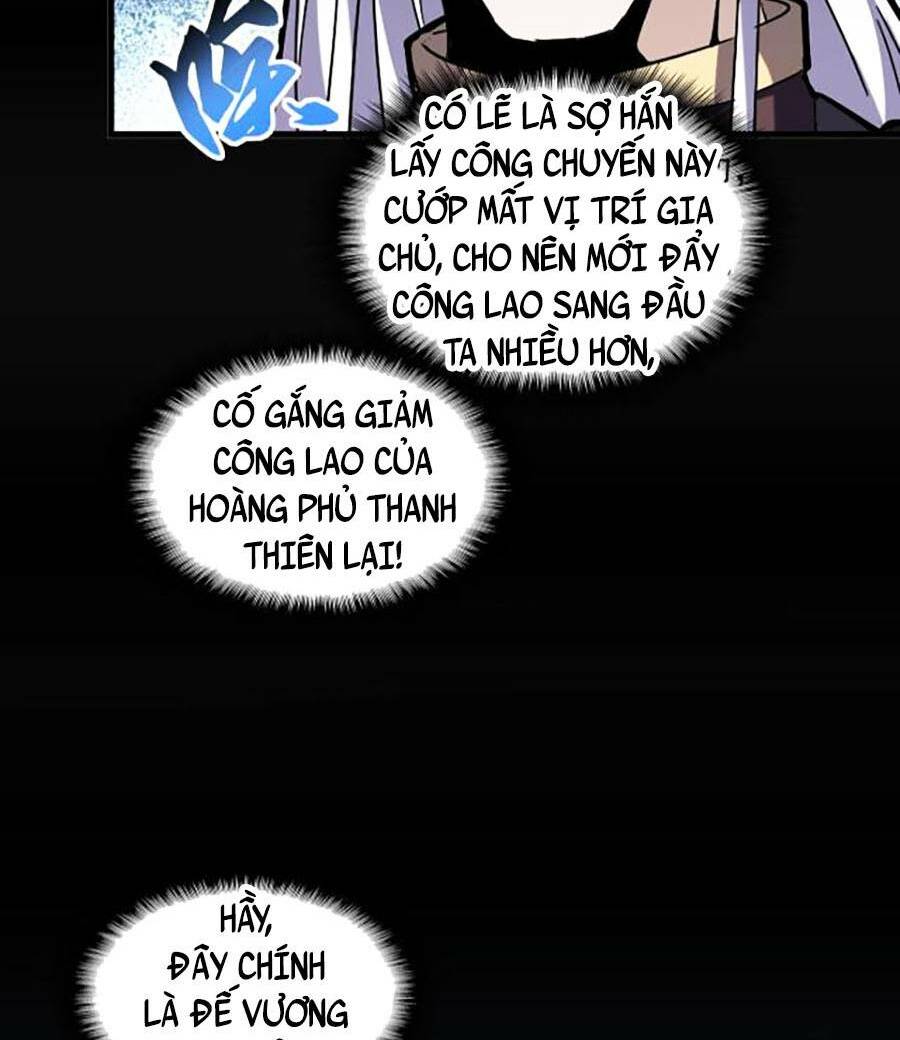 CÓ LẼ LÀ SỢ HẮN
LẤY CÔNG CHUYẾN NÀY
CƯỚP MẤT VỊ TRÍ GIA
CHỦ, CHO NÊN MỚI ĐẨY
CÔNG LAO SANG ĐẦU
TA NHIỀU HƠN,
CỐ GẮNG GIẢM
CÔNG LAO CỦA
HOÀNG PHỦ THANH
THIÊN LẠI!
HẦY,
ĐÂY CHÍNH
LÀ ĐẾ VƯƠNG